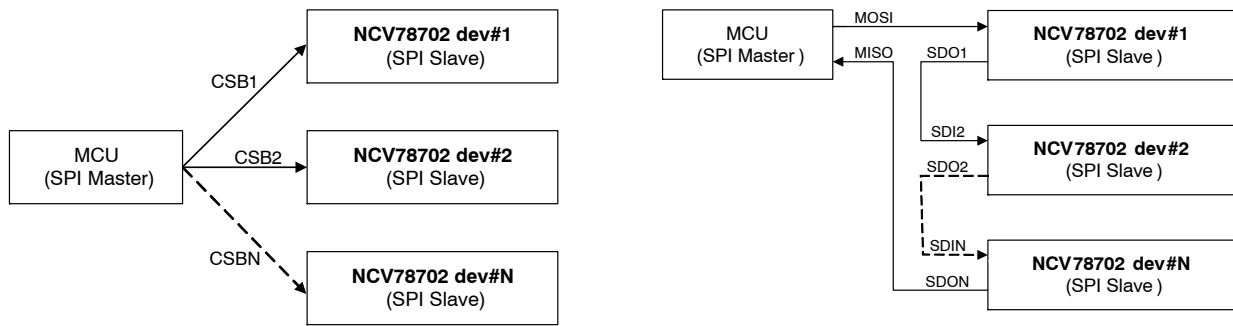 NCV78702 dev#1
(SPI Slave)
CSB1
MCU
(SPI Master)
CSB2
NCV78702 dev#2
(SPI Slave)
CSBN
NCV78702 dev#N
(SPI Slave)
MCU
(SPI Master )
MOSI
MISO
NCV78702 dev#1
(SPI Slave )
SDO1
SDI2
NCV78702 dev#2
(SPI Slave )
SDO2
SDIN
NCV78702 dev#N
(SPI Slave )
SDON